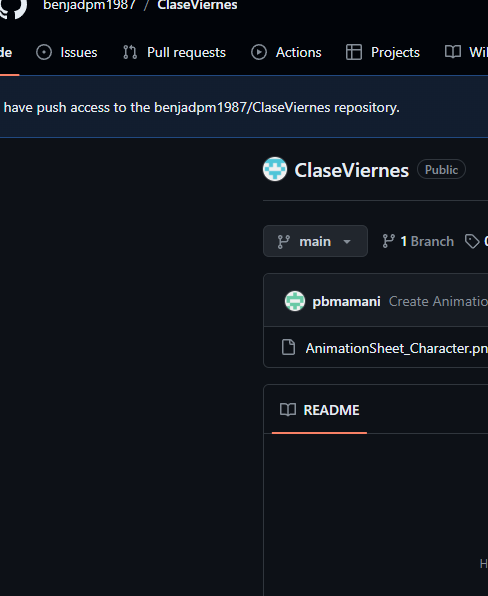 benjadpm1987 / ClaseViernes
de Issues Pull requests Actions Projects Wi
have push access to the benjadpm1987/ClaseViernes repository.
ClaseViernes Public
main 1 Branch 0
pbmamani Create Animatio
AnimationSheet_Character.pn
README
H